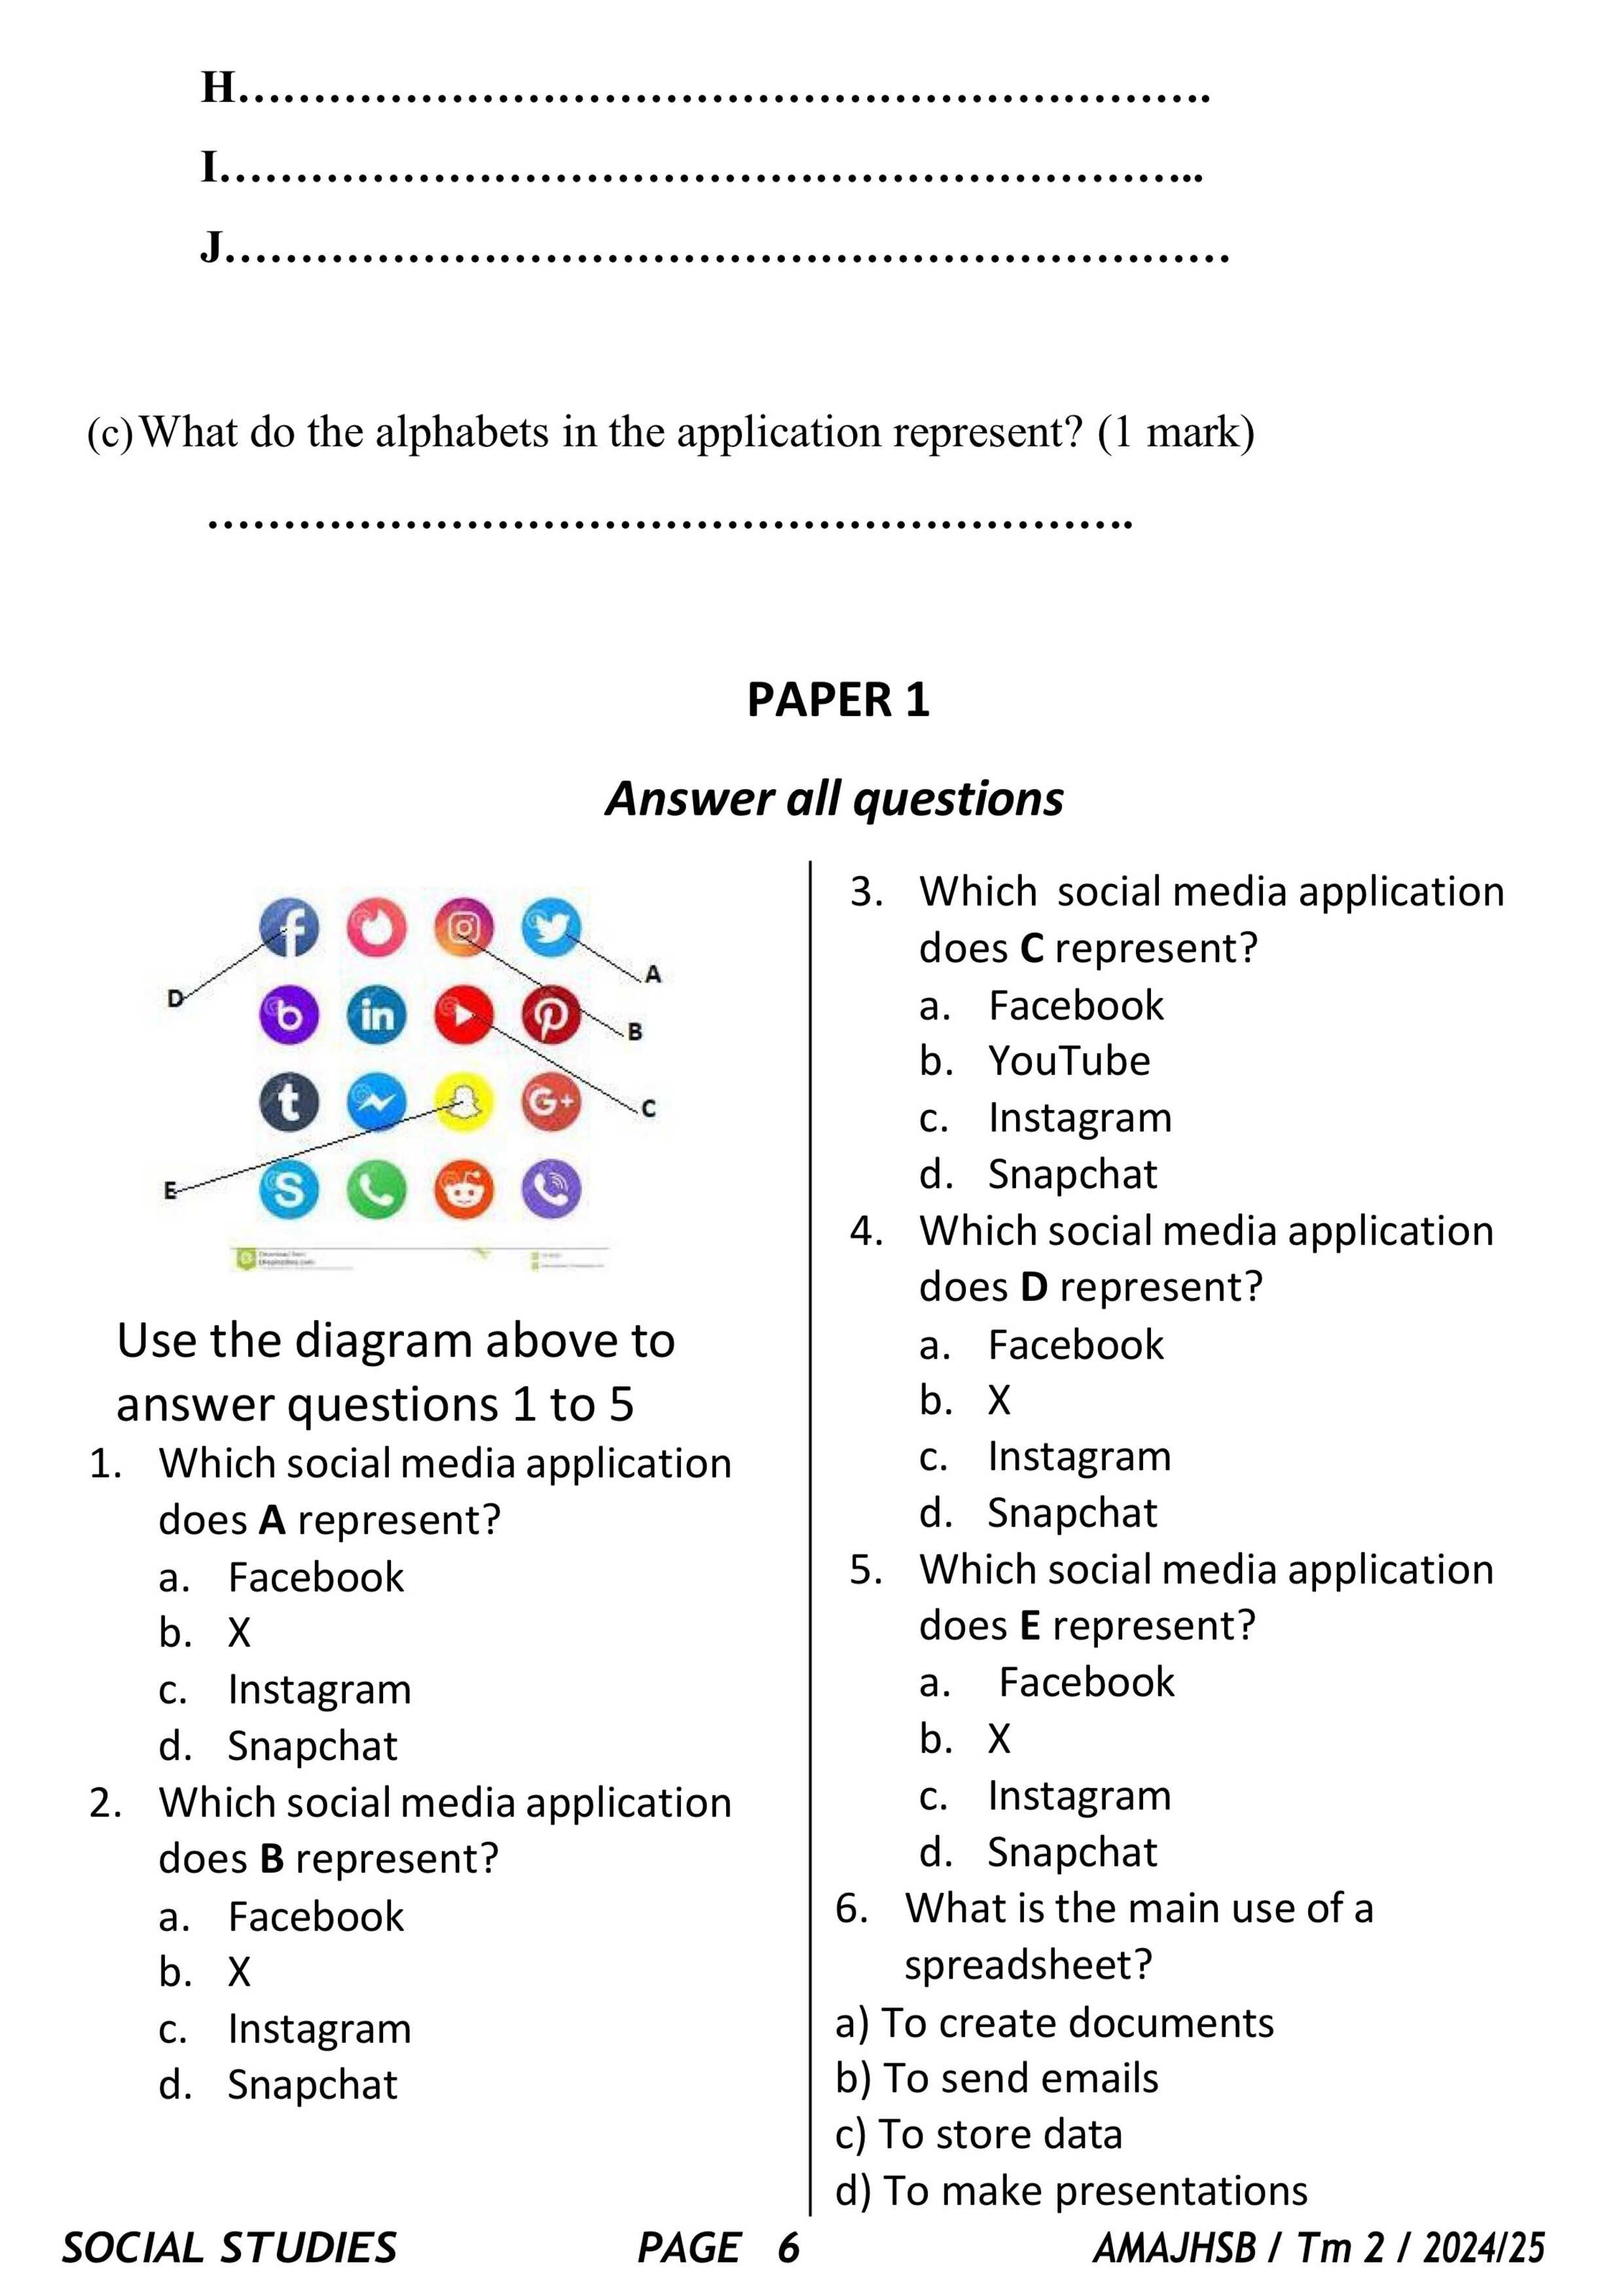 H……………………………………………………….
I………………………………………………………..
J…………………………………………………………
(c) What do the alphabets in the application represent? (1 mark)
…………………………………………………….
PAPER 1
Answer all questions
D
A
B
C
E
Use the diagram above to
answer questions 1 to 5
1. Which social media application
does A represent?
a. Facebook
b. X
c. Instagram
d. Snapchat
2. Which social media application
does B represent?
a. Facebook
b. X
c. Instagram
d. Snapchat
3. Which social media application
does C represent?
a. Facebook
b. YouTube
c. Instagram
d. Snapchat
4. Which social media application
does D represent?
a. Facebook
b. X
c. Instagram
d. Snapchat
5. Which social media application
does E represent?
a. Facebook
b. X
c. Instagram
d. Snapchat
6. What is the main use of a
spreadsheet?
a) To create documents
b) To send emails
c) To store data
d) To make presentations
SOCIAL STUDIES PAGE 6 AMAJHSB / Tm 2 / 2024/25